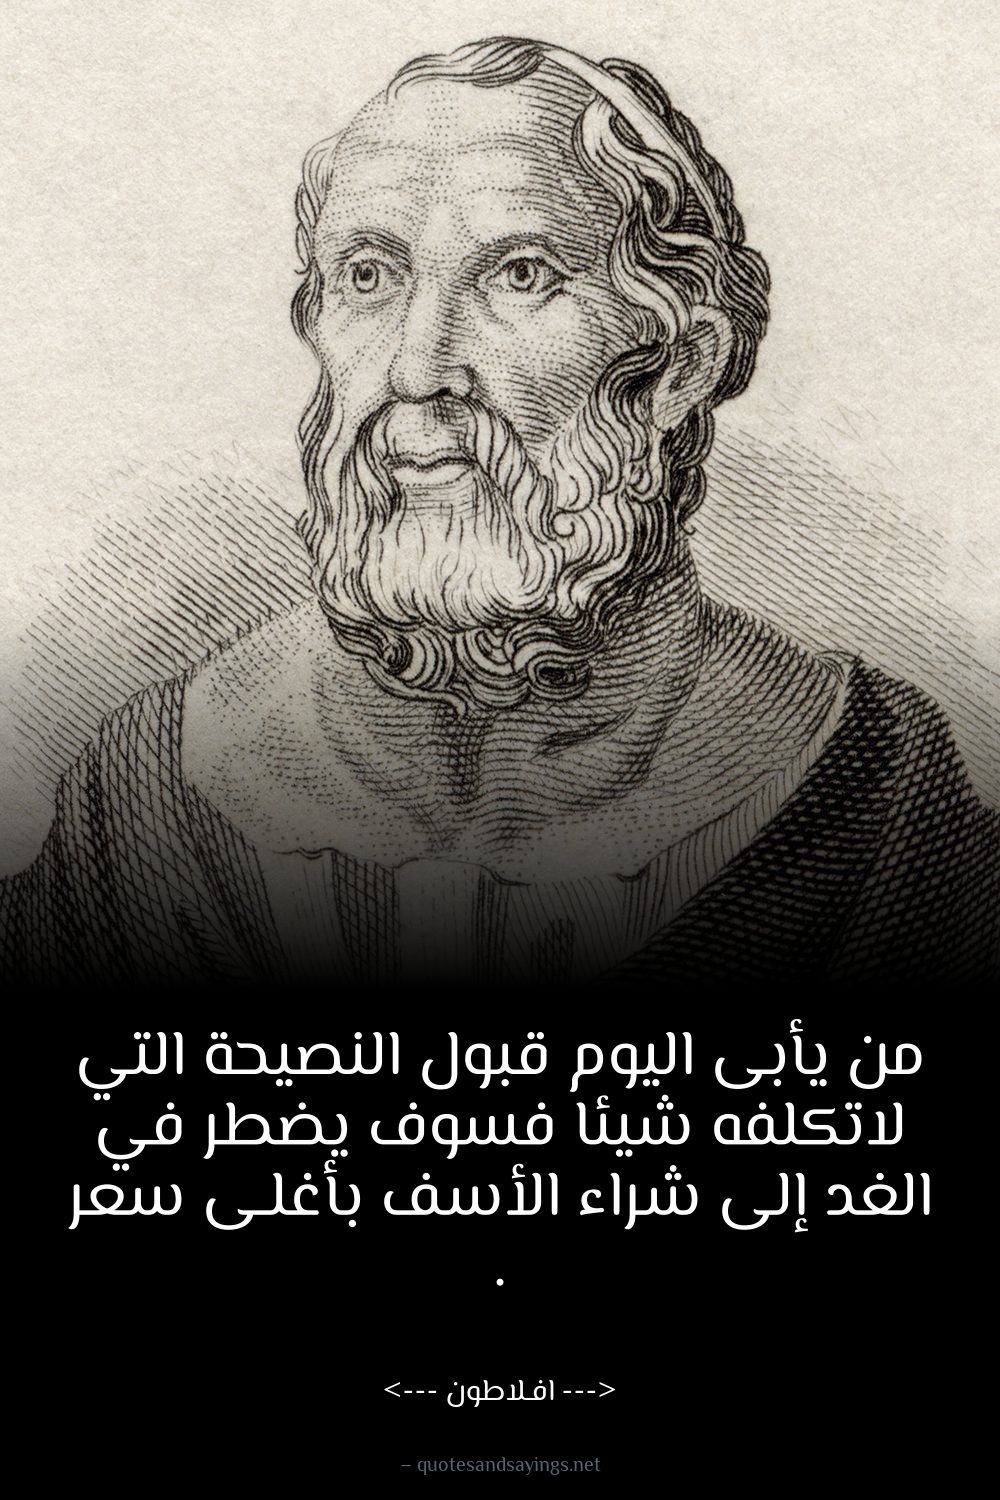 من يأبى اليوم قبول النصيحة التي
لاتكلفه شيئا فسوف يضطر في
الغد إلى شراء الأسف بأغلى سعر
.
<--- افلاطون --->
– quotesandsayings.net